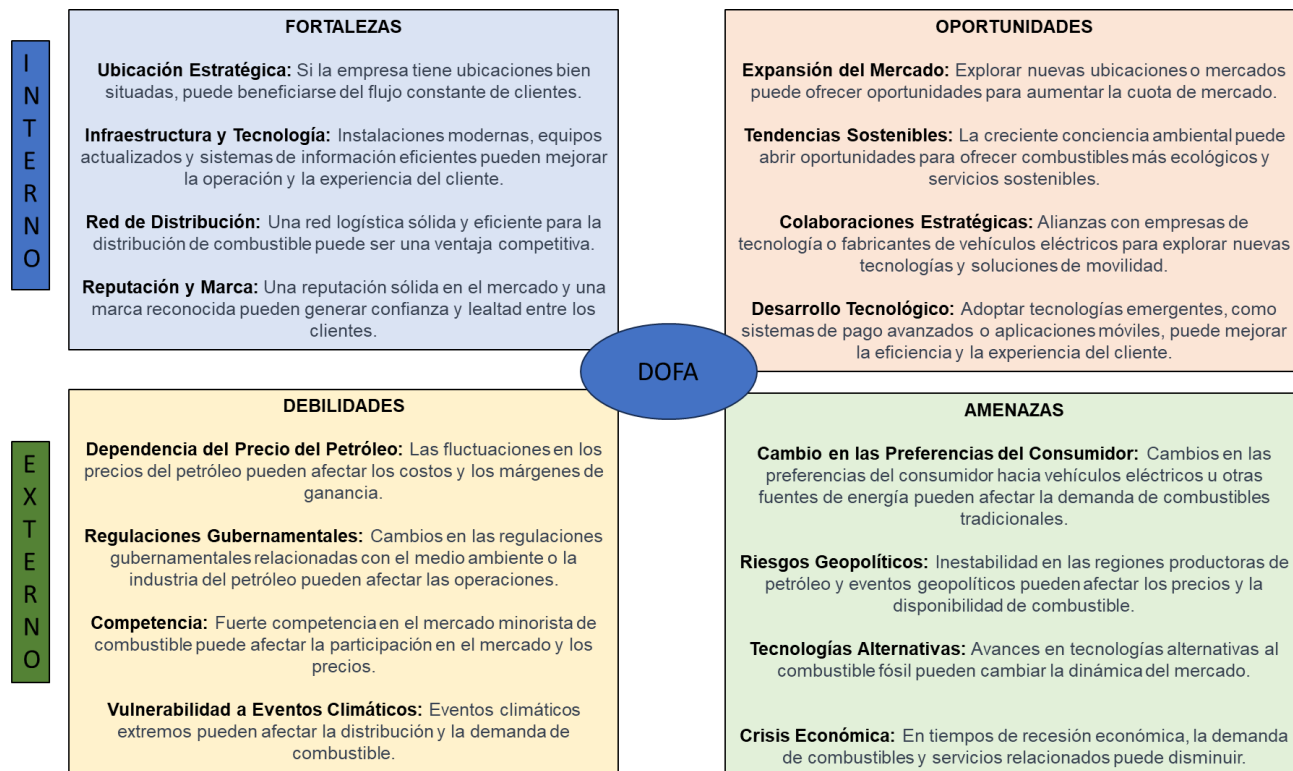 INTERNO
FORTALEZAS
Ubicación Estratégica: Si la empresa tiene ubicaciones bien
situadas, puede beneficiarse del flujo constante de clientes.
Infraestructura y Tecnología: Instalaciones modernas, equipos
actualizados y sistemas de información eficientes pueden mejorar
la operación y la experiencia del cliente.
Red de Distribución: Una red logística sólida y eficiente para la
distribución de combustible puede ser una ventaja competitiva.
Reputación y Marca: Una reputación sólida en el mercado y una
marca reconocida pueden generar confianza y lealtad entre los
clientes.
OPORTUNIDADES
Expansión del Mercado: Explorar nuevas ubicaciones o mercados
puede ofrecer oportunidades para aumentar la cuota de mercado.
Tendencias Sostenibles: La creciente conciencia ambiental puede
abrir oportunidades para ofrecer combustibles más ecológicos y
servicios sostenibles.
Colaboraciones Estratégicas: Alianzas con empresas de
tecnología o fabricantes de vehículos eléctricos para explorar nuevas
tecnologías y soluciones de movilidad.
Desarrollo Tecnológico: Adoptar tecnologías emergentes, como
sistemas de pago avanzados o aplicaciones móviles, puede mejorar
la eficiencia y la experiencia del cliente.
DOFA
EXTERNO
DEBILIDADES
Dependencia del Precio del Petróleo: Las fluctuaciones en los
precios del petróleo pueden afectar los costos y los márgenes de
ganancia.
Regulaciones Gubernamentales: Cambios en las regulaciones
gubernamentales relacionadas con el medio ambiente o la
industria del petróleo pueden afectar las operaciones.
Competencia: Fuerte competencia en el mercado minorista de
combustible puede afectar la participación en el mercado y los
precios.
Vulnerabilidad a Eventos Climáticos: Eventos climáticos
extremos pueden afectar la distribución y la demanda de
combustible.
AMENAZAS
Cambio en las Preferencias del Consumidor: Cambios en las
preferencias del consumidor hacia vehículos eléctricos u otras
fuentes de energía pueden afectar la demanda de combustibles
tradicionales.
Riesgos Geopolíticos: Inestabilidad en las regiones productoras de
petróleo y eventos geopolíticos pueden afectar los precios y la
disponibilidad de combustible.
Tecnologías Alternativas: Avances en tecnologías alternativas al
combustible fósil pueden cambiar la dinámica del mercado.
Crisis Económica: En tiempos de recesión económica, la demanda
de combustibles y servicios relacionados puede disminuir.